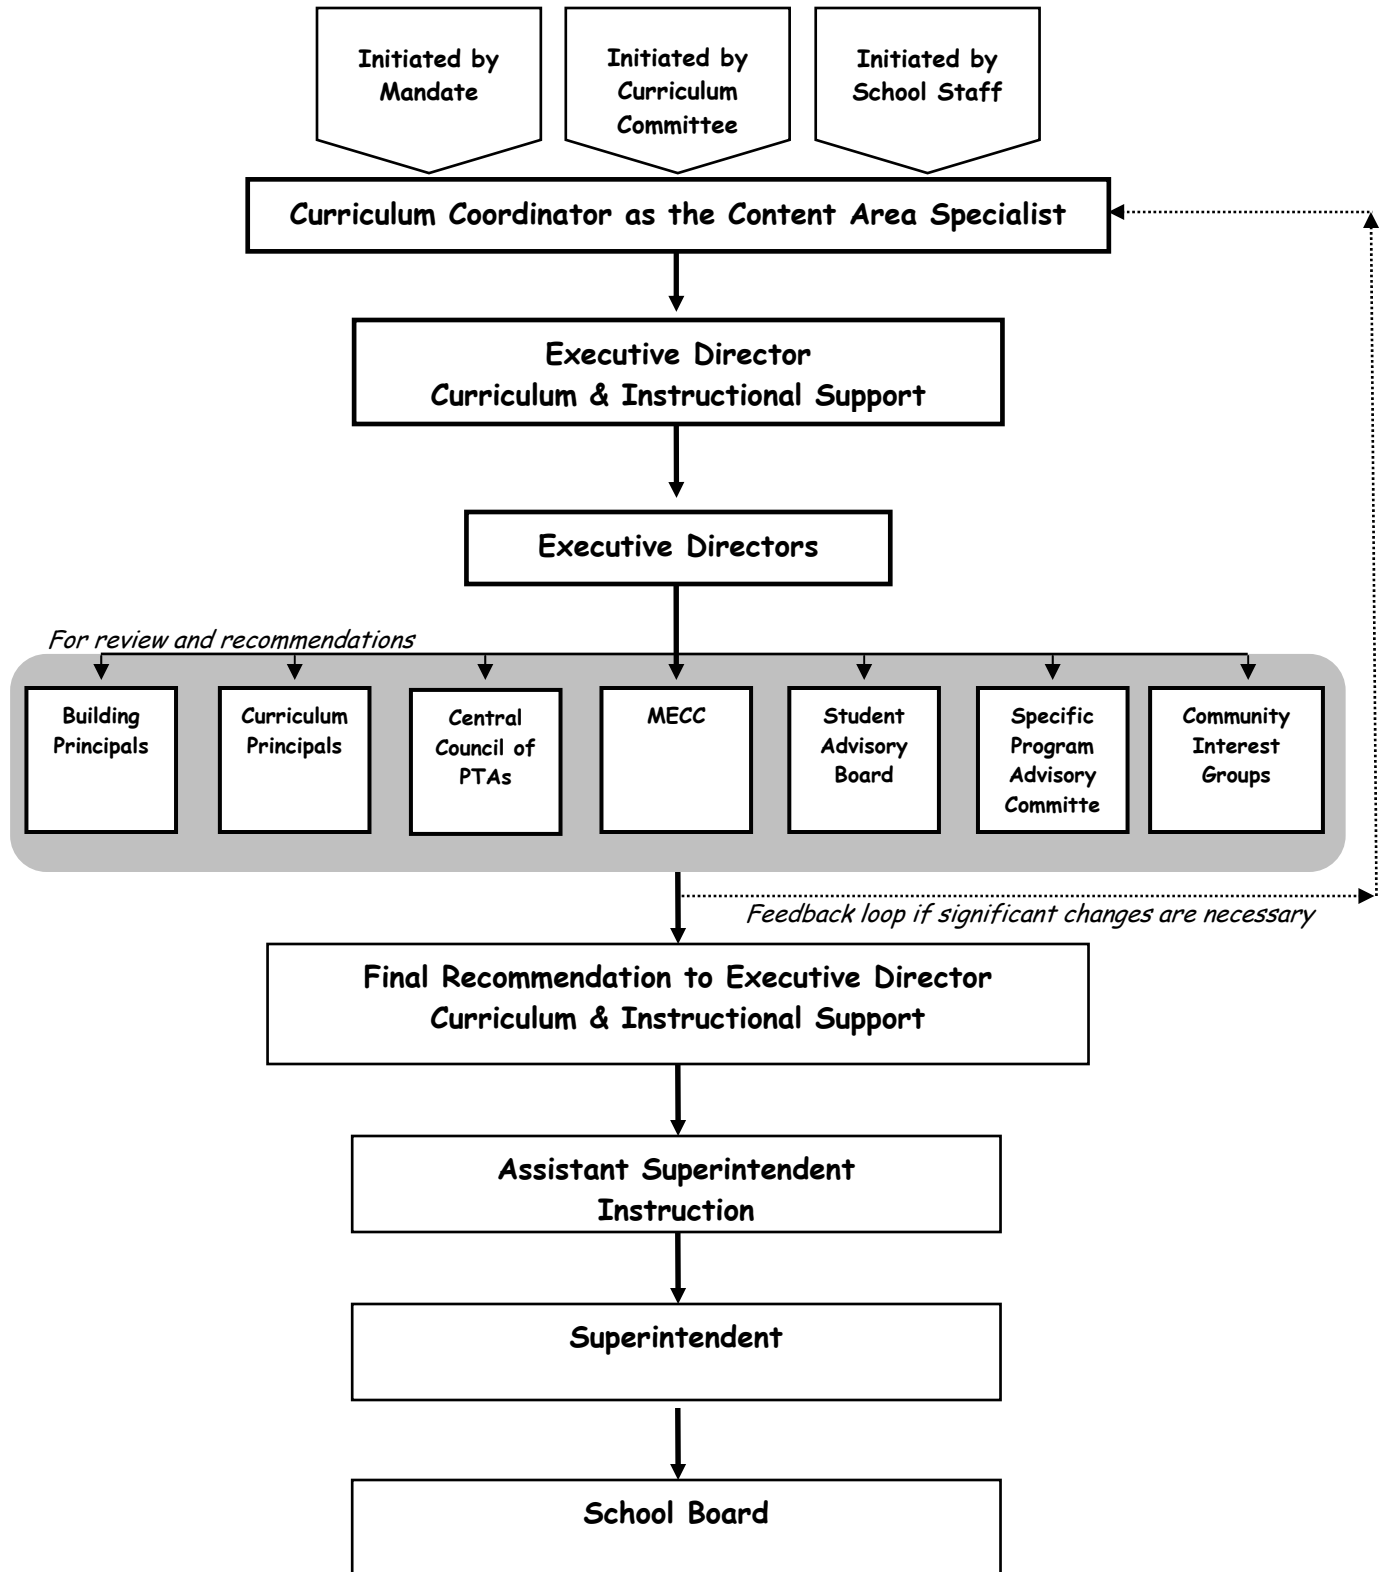 Initiated by
Mandate
Initiated by
Curriculum
Committee
Initiated by
School Staff
Curriculum Coordinator as the Content Area Specialist
Executive Director
Curriculum & Instructional Support
Executive Directors
For review and recommendations
Building
Principals
Curriculum
Principals
Central
Council of
PTAs
MECC
Student
Advisory
Board
Specific
Program
Advisory
Committe
Community
Interest
Groups
Feedback loop if significant changes are necessary
Final Recommendation to Executive Director
Curriculum & Instructional Support
Assistant Superintendent
Instruction
Superintendent
School Board